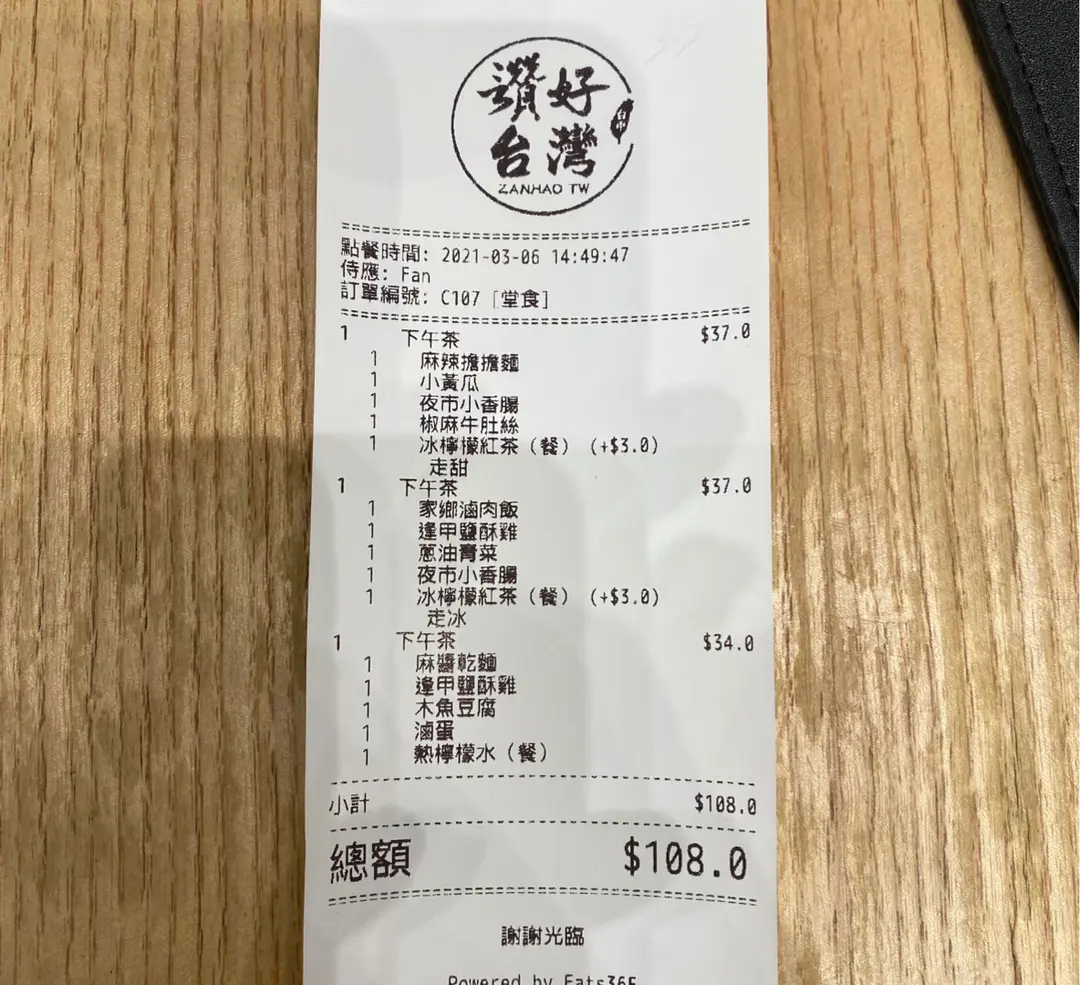 讚好
台灣
ZANHAO TW
點餐時間: 2021-03-06 14:49:47
侍應: Fan
訂單編號: C107 [堂食]
1 下午茶 $37.0
1 麻辣擔擔麵
1 小黃瓜
1 夜市小香腸
1 椒麻牛肚絲
1 冰檸檬紅茶（餐） (+$3.0)
走甜
1 下午茶 $37.0
1 家鄉滷肉飯
1 逢甲鹽酥雞
1 蔥油青菜
1 夜市小香腸
1 冰檸檬紅茶（餐） (+$3.0)
走冰
1 下午茶 $34.0
1 麻醬乾麵
1 逢甲鹽酥雞
1 木魚豆腐
1 滷蛋
1 熱檸檬水（餐）
小計 $108.0
總額 $108.0
謝謝光臨
Powered by Eats365